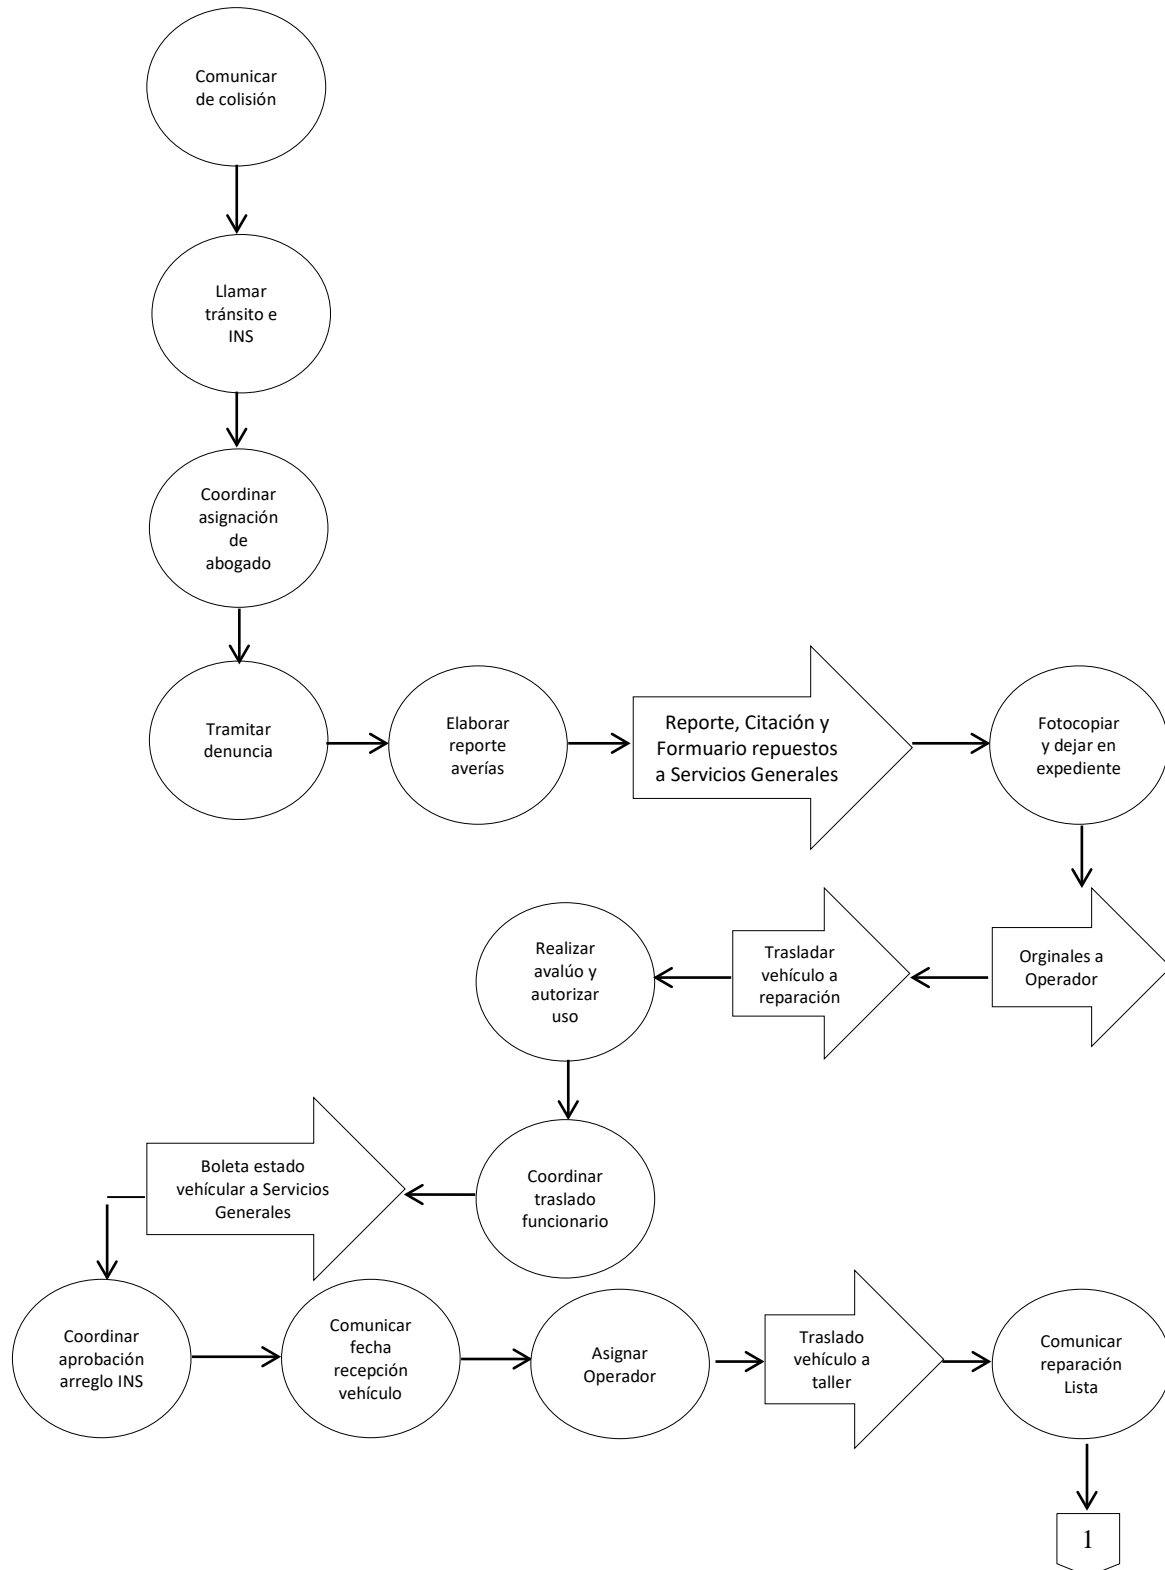 Comunicar
de colisión
Llamar
tránsito e
INS
Coordinar
asignación
de
abogado
Tramitar
denuncia
Elaborar
reporte
averías
Reporte, Citación y
Formuario repuestos
a Servicios Generales
Fotocopiar
y dejar en
expediente
Orginales a
Operador
Trasladar
vehículo a
reparación
Realizar
avalúo y
autorizar
uso
Coordinar
traslado
funcionario
Boleta estado
vehícular a Servicios
Generales
Coordinar
aprobación
arreglo INS
Comunicar
fecha
recepción
vehículo
Asignar
Operador
Traslado
vehículo a
taller
Comunicar
reparación
Lista
1